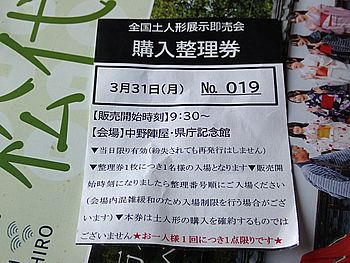 全国土人形展示即売会
購入整理券
3月31日(月) No. 019
【販売開始時刻】9:30～
【会場】中野陣屋・県庁記念館
▼当日限り有効(紛失されても再発行はしません)
▼整理券1枚につき1名様の入場となります▼販売開
始時刻になりましたら整理番号順にご入場ください
(会場内混雑緩和のため入場制限を行う場合がござ
います)▼本券は土人形の購入を確約するものでは
ございません★お一人様1回につき1点限りです★
松代
HIRO